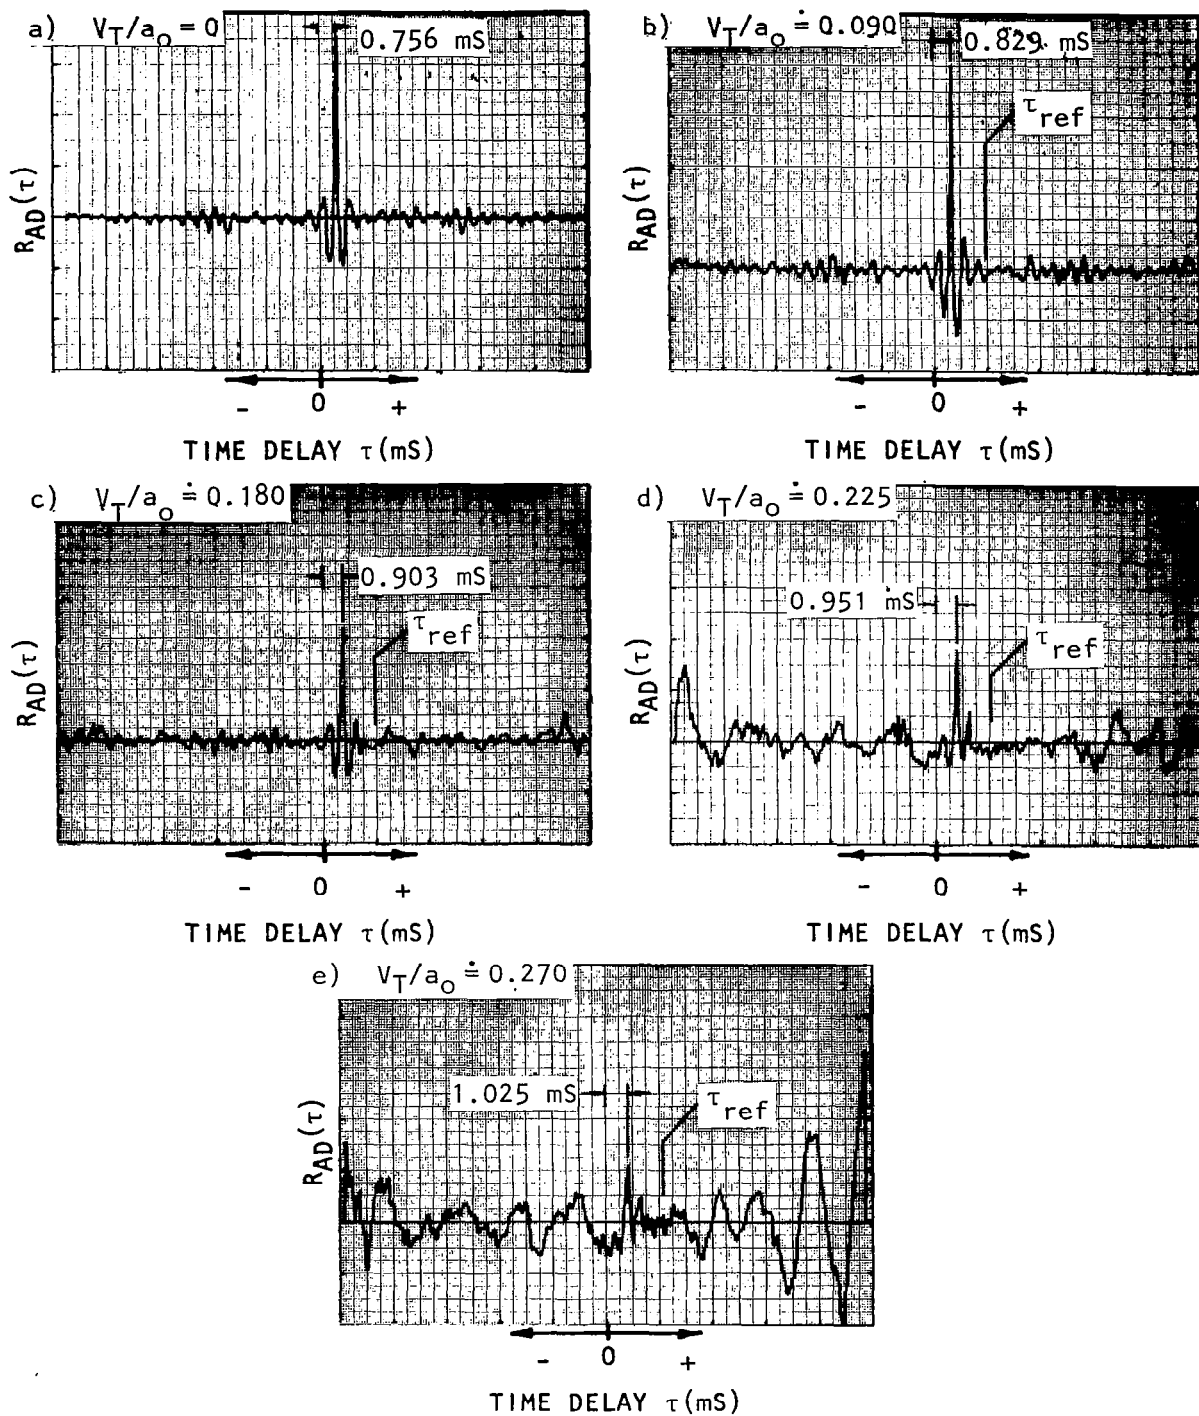 a) V_T/a_o = 0
0.756 mS
R_AD(τ)
- 0 +
TIME DELAY τ(mS)
b) V_T/a_o ≐ 0.090
0.829 mS
τ_ref
R_AD(τ)
- 0 +
TIME DELAY τ(mS)
c) V_T/a_o ≐ 0.180
0.903 mS
τ_ref
R_AD(τ)
- 0 +
TIME DELAY τ(mS)
d) V_T/a_o ≐ 0.225
0.951 mS
τ_ref
R_AD(τ)
- 0 +
TIME DELAY τ(mS)
e) V_T/a_o ≐ 0.270
1.025 mS
τ_ref
R_AD(τ)
- 0 +
TIME DELAY τ(mS)